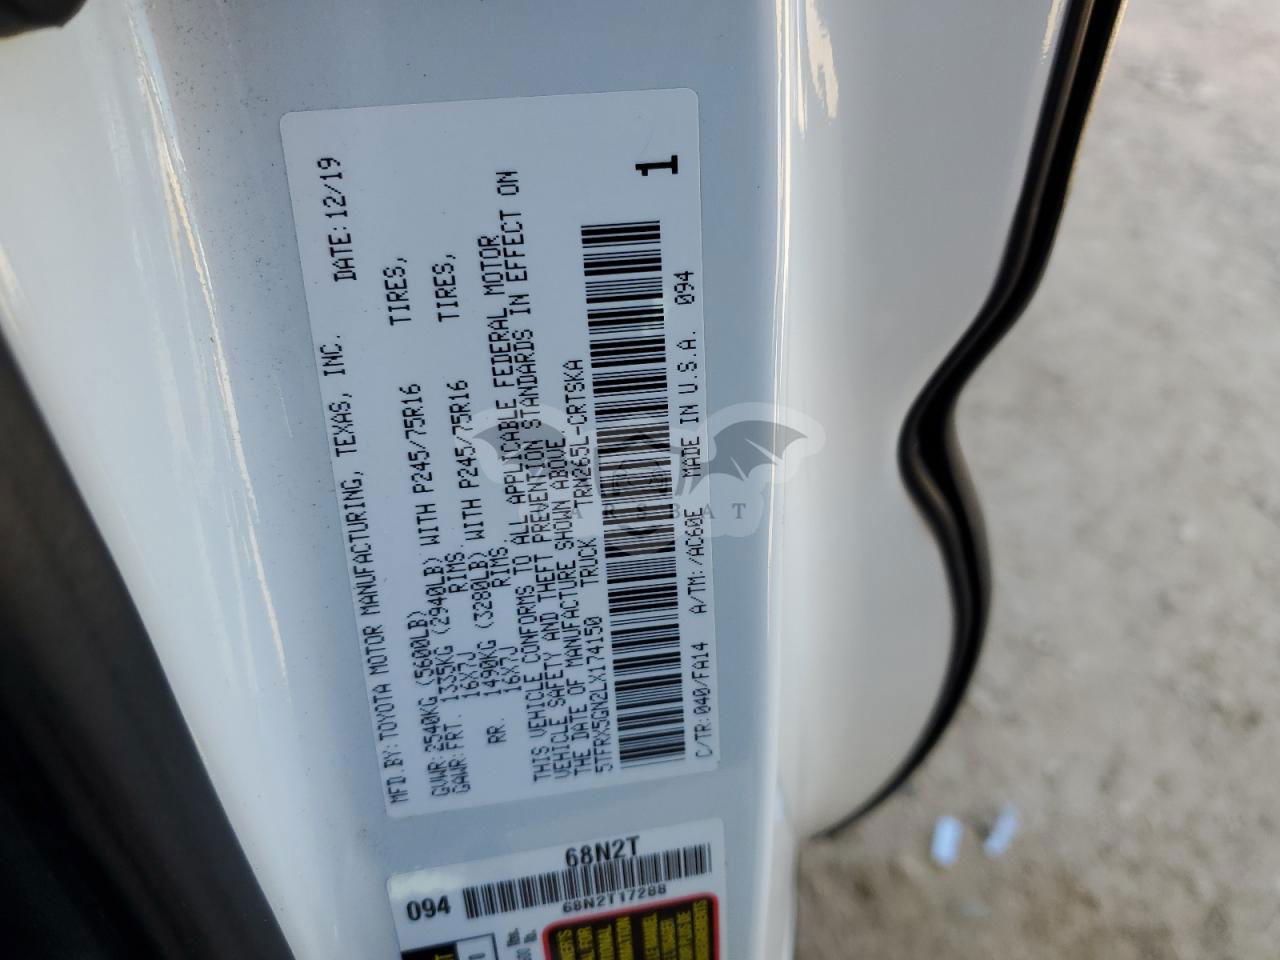 MFD.BY:TOYOTA MOTOR MANUFACTURING, TEXAS, INC. DATE:12/19
GVWR:2540KG (5600LB)
GAWR:FRT. 1335KG (2940LB) WITH P245/75R16 TIRES,
16X7J RIMS,
RR. 1490KG (3280LB) WITH P245/75R16 TIRES,
16X7J RIMS
THIS VEHICLE CONFORMS TO ALL APPLICABLE FEDERAL MOTOR
VEHICLE SAFETY AND THEFT PREVENTION STANDARDS IN EFFECT ON
THE DATE OF MANUFACTURE SHOWN ABOVE.
5TFRX5GN2LX174150 TRUCK TRN265L-CRTSKA
1
C/TR:040/FA14 A/TM:/AC60E MADE IN U.S.A. 094
CARSBAT
68N2T
094
68N2T17288